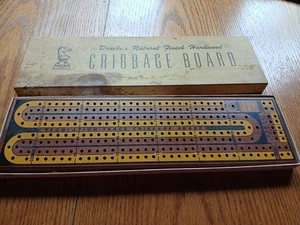 Drueke's Natural Finish Hardwood
CRIBBAGE BOARD